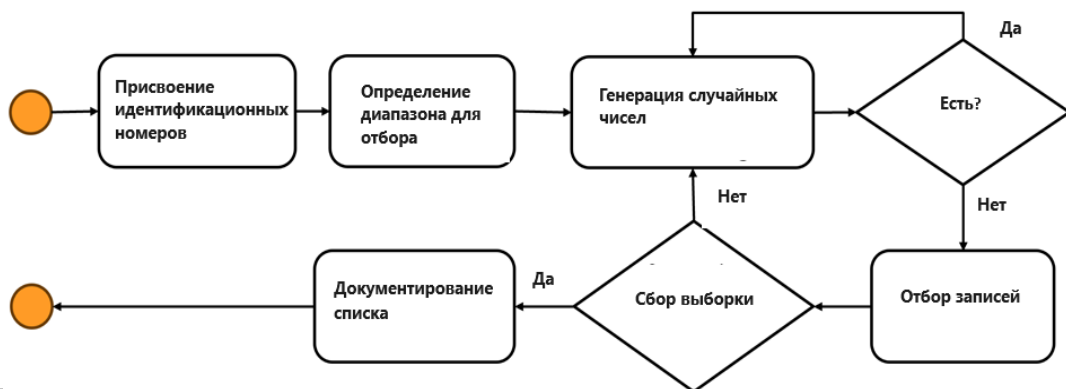 Присвоение
идентификационных
номеров
Определение
диапазона для
отбора
Генерация случайных
чисел
Да
Есть?
Нет
Отбор записей
Нет
Сбор выборки
Да
Документирование
списка